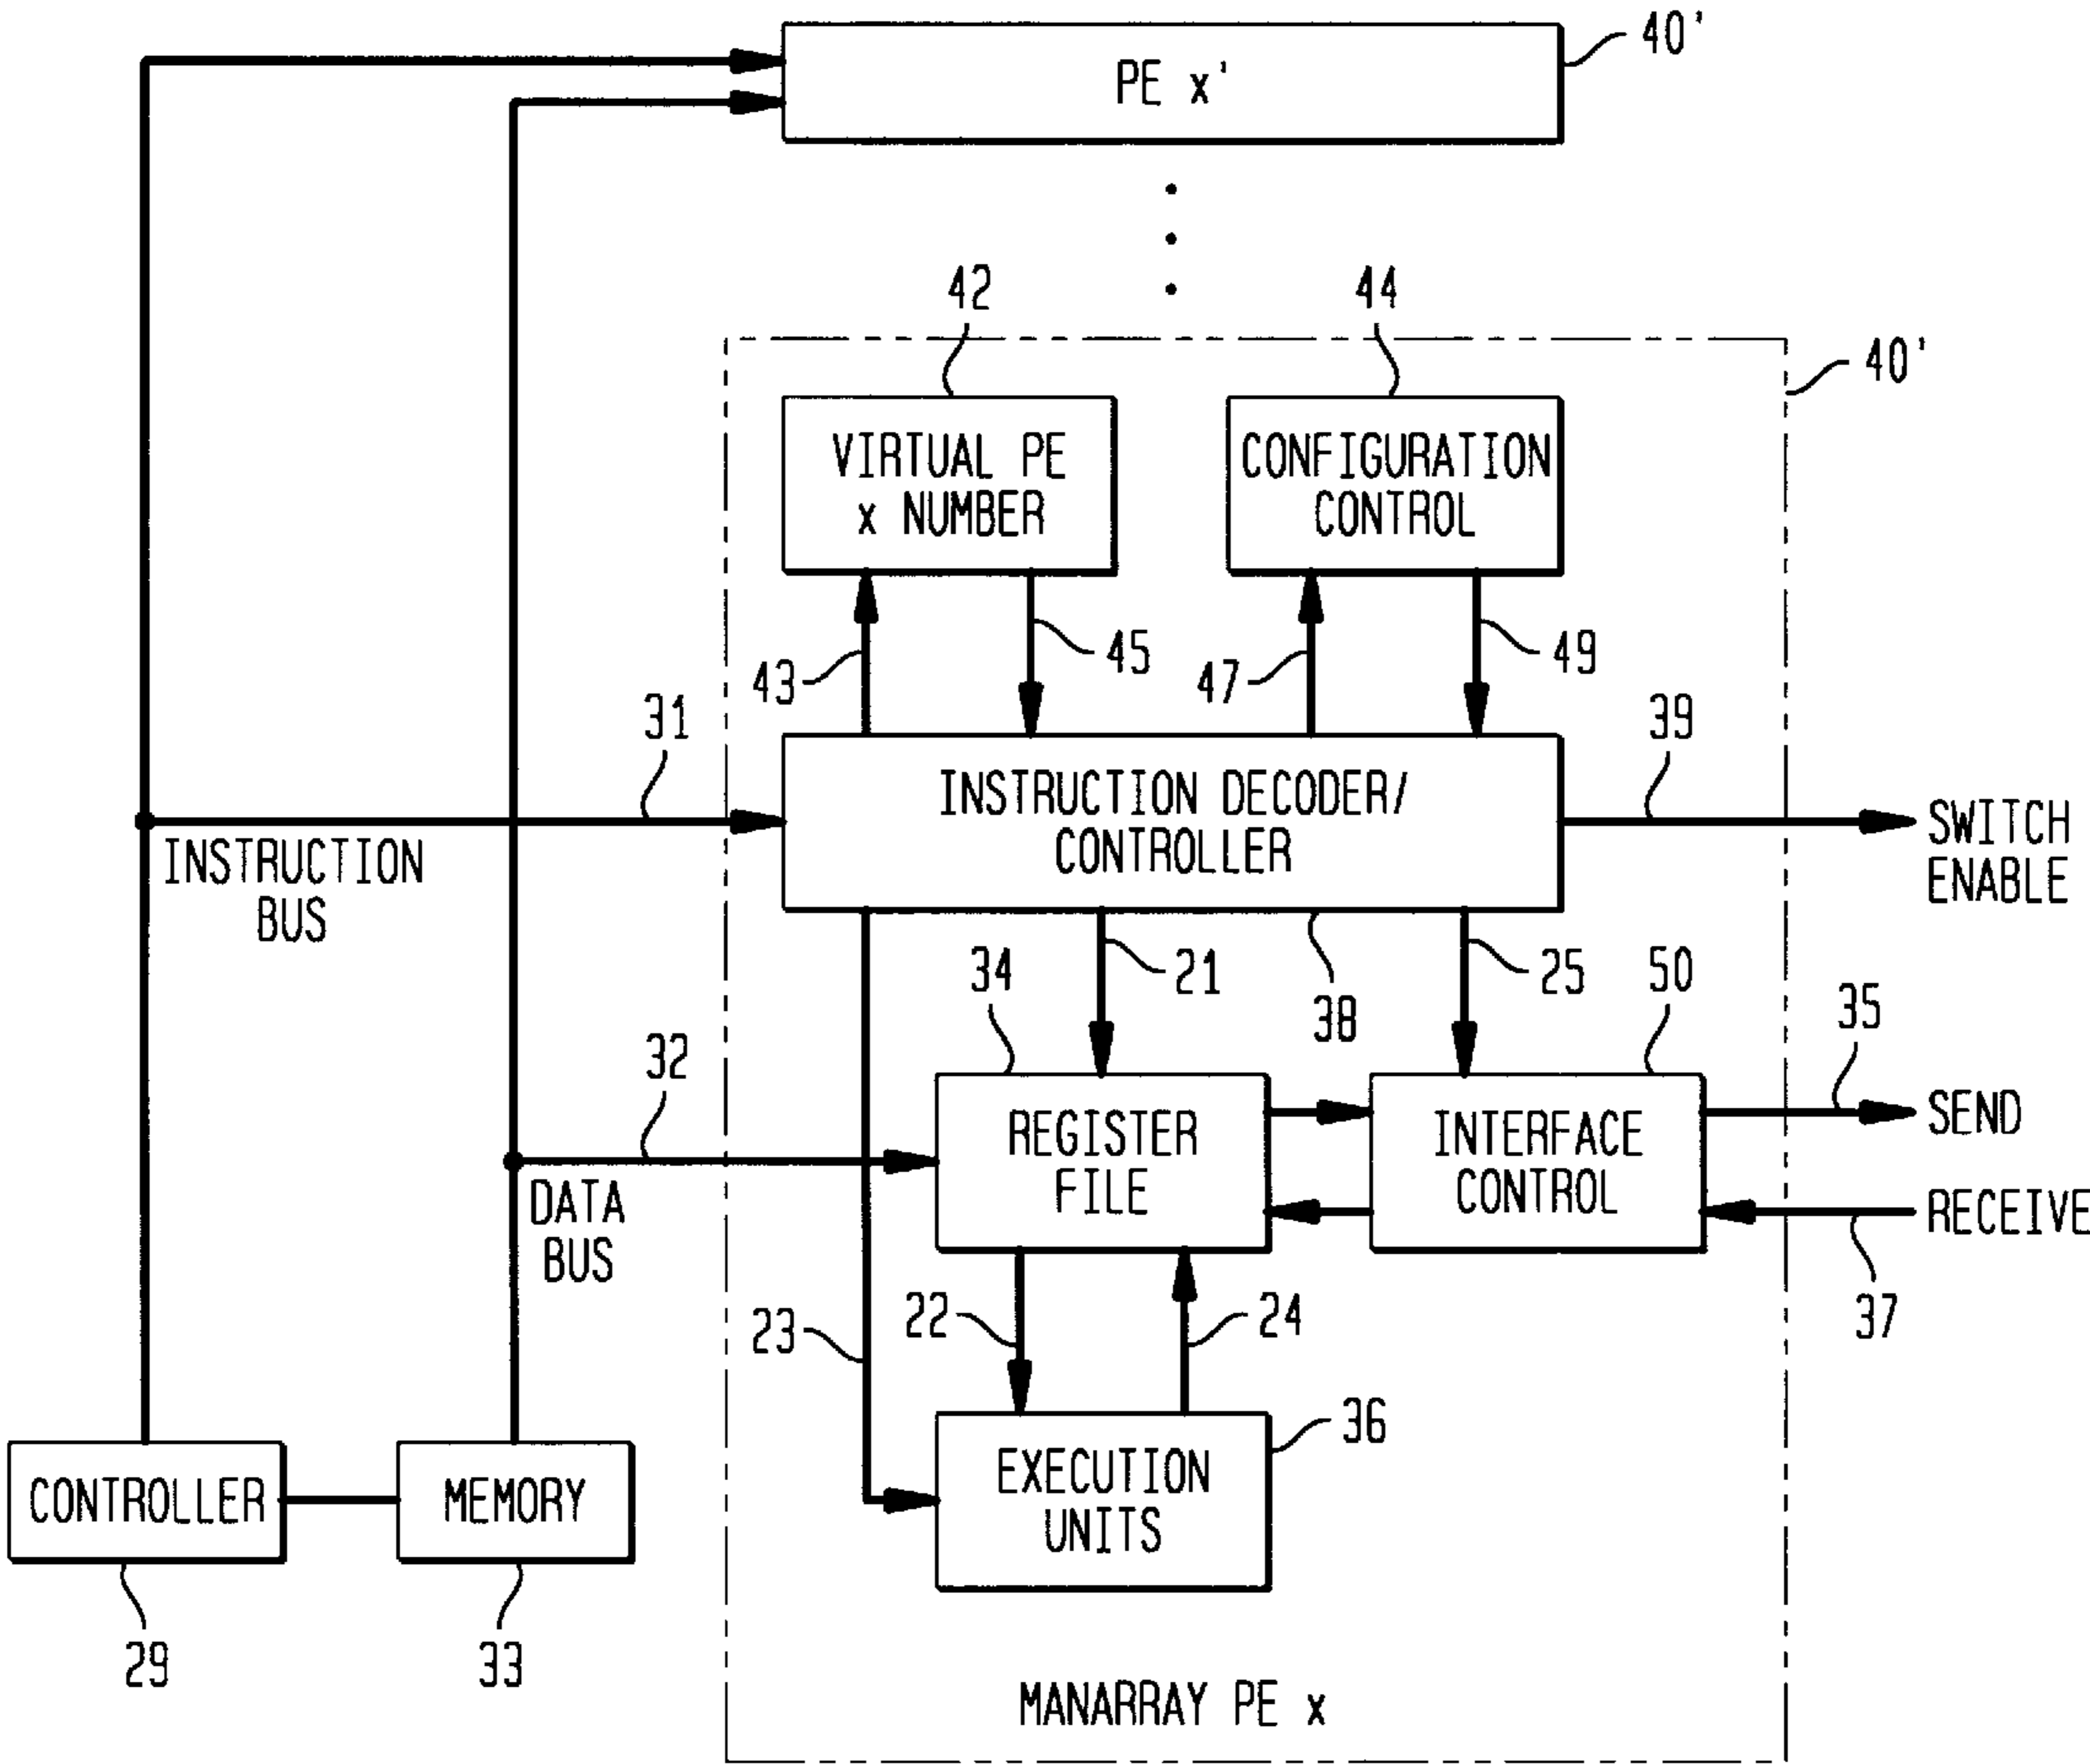 40'
PE x'
42
44
40'
VIRTUAL PE
x NUMBER
CONFIGURATION
CONTROL
43
45
47
49
31
39
INSTRUCTION DECODER/
CONTROLLER
SWITCH
ENABLE
INSTRUCTION
BUS
34
21
38
25
50
35
32
REGISTER
FILE
INTERFACE
CONTROL
SEND
RECEIVE
DATA
BUS
23
22
24
37
36
CONTROLLER
MEMORY
EXECUTION
UNITS
29
33
MANARRAY PE x